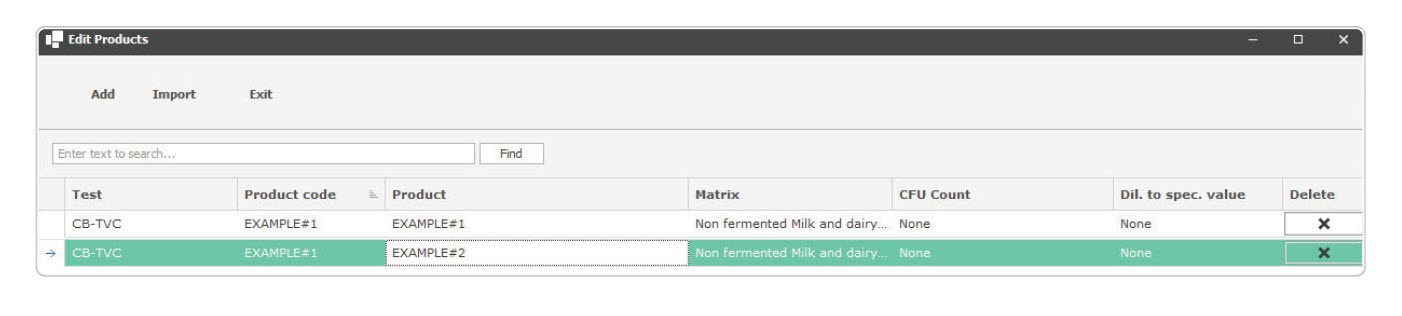 Edit Products
Add Import Exit
Enter text to search... Find
Test Product code Product Matrix CFU Count Dil. to spec. value Delete
CB-TVC EXAMPLE#1 EXAMPLE#1 Non fermented Milk and dairy... None None
CB-TVC EXAMPLE#1 EXAMPLE#2 Non fermented Milk and dairy... None None